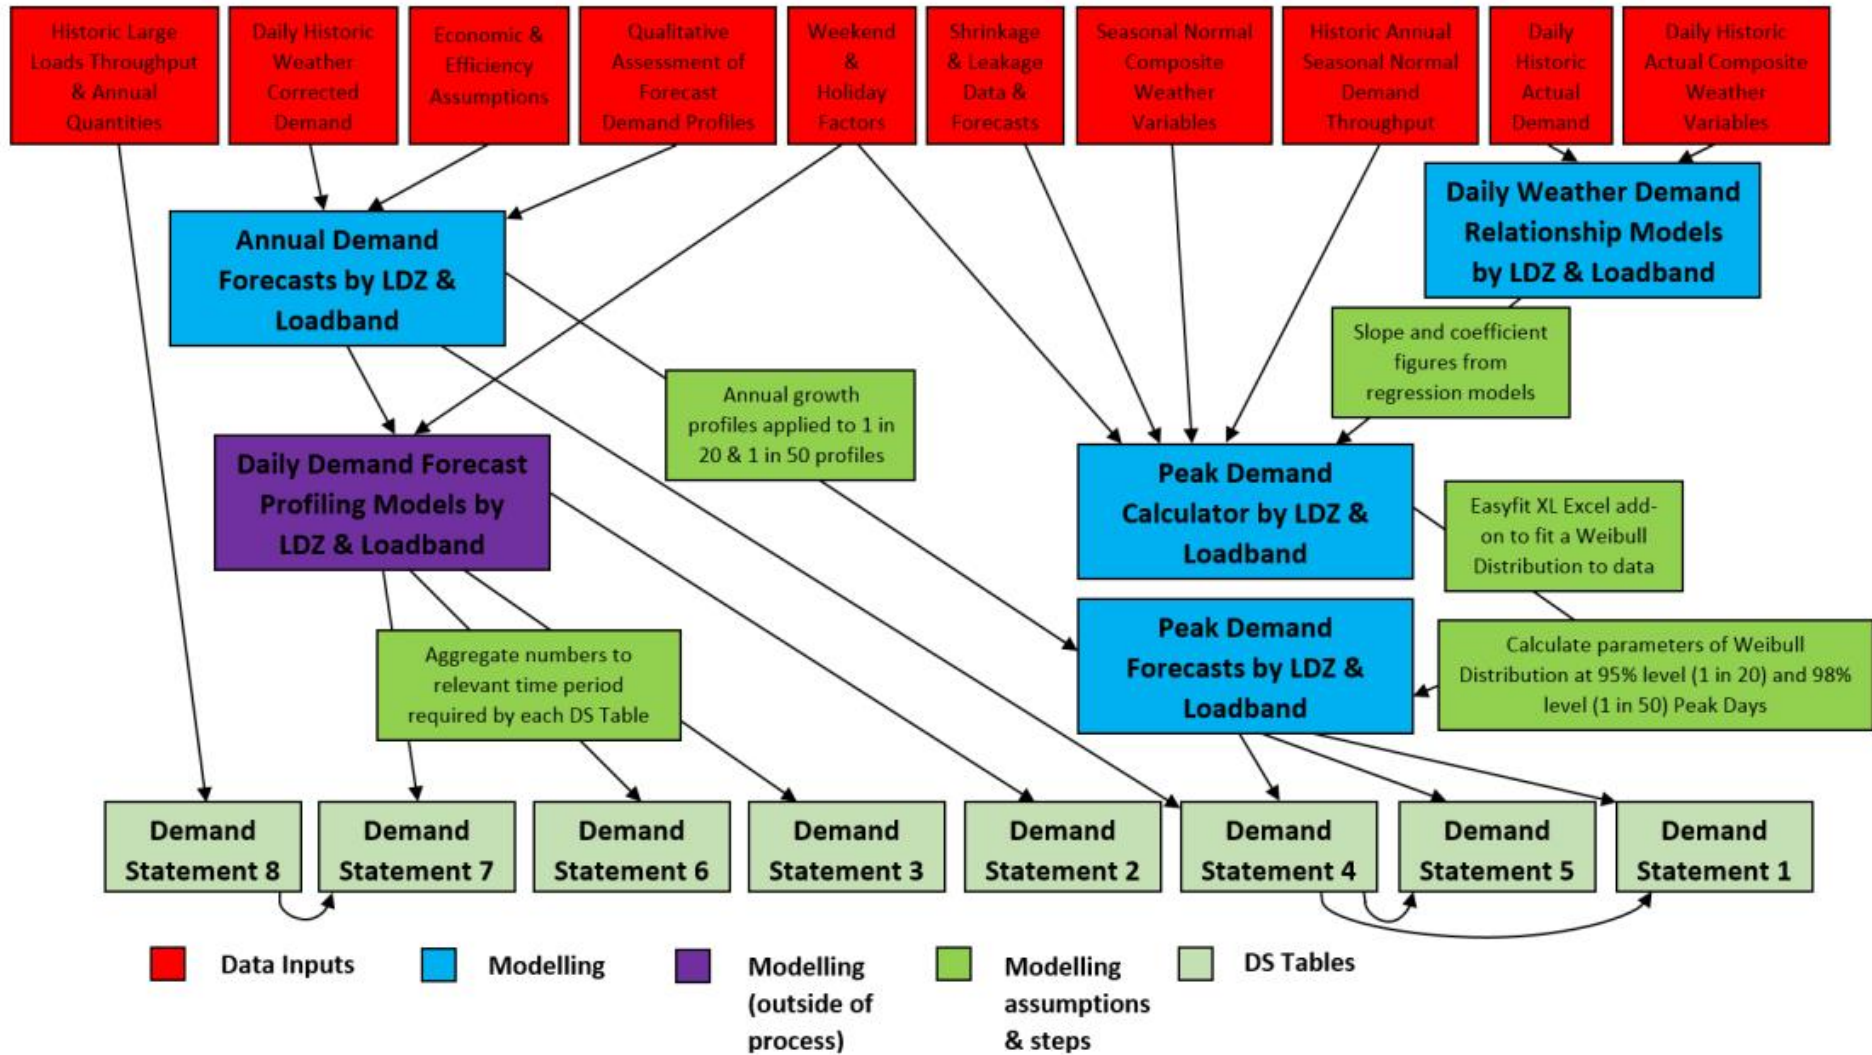 Historic Large
Loads Throughput
& Annual
Quantities
Daily Historic
Weather
Corrected
Demand
Economic &
Efficiency
Assumptions
Qualitative
Assessment of
Forecast
Demand Profiles
Weekend
&
Holiday
Factors
Shrinkage
& Leakage
Data &
Forecasts
Seasonal Normal
Composite
Weather
Variables
Historic Annual
Seasonal Normal
Demand
Throughput
Daily
Historic
Actual
Demand
Daily Historic
Actual Composite
Weather
Variables
Annual Demand
Forecasts by LDZ &
Loadband
Daily Weather Demand
Relationship Models
by LDZ & Loadband
Slope and coefficient
figures from
regression models
Annual growth
profiles applied to 1 in
20 & 1 in 50 profiles
Daily Demand Forecast
Profiling Models by
LDZ & Loadband
Peak Demand
Calculator by LDZ &
Loadband
Easyfit XL Excel add-
on to fit a Weibull
Distribution to data
Peak Demand
Forecasts by LDZ &
Loadband
Calculate parameters of Weibull
Distribution at 95% level (1 in 20) and 98%
level (1 in 50) Peak Days
Aggregate numbers to
relevant time period
required by each DS Table
Demand
Statement 8
Demand
Statement 7
Demand
Statement 6
Demand
Statement 3
Demand
Statement 2
Demand
Statement 4
Demand
Statement 5
Demand
Statement 1
Data Inputs
Modelling
Modelling
(outside of
process)
Modelling
assumptions
& steps
DS Tables